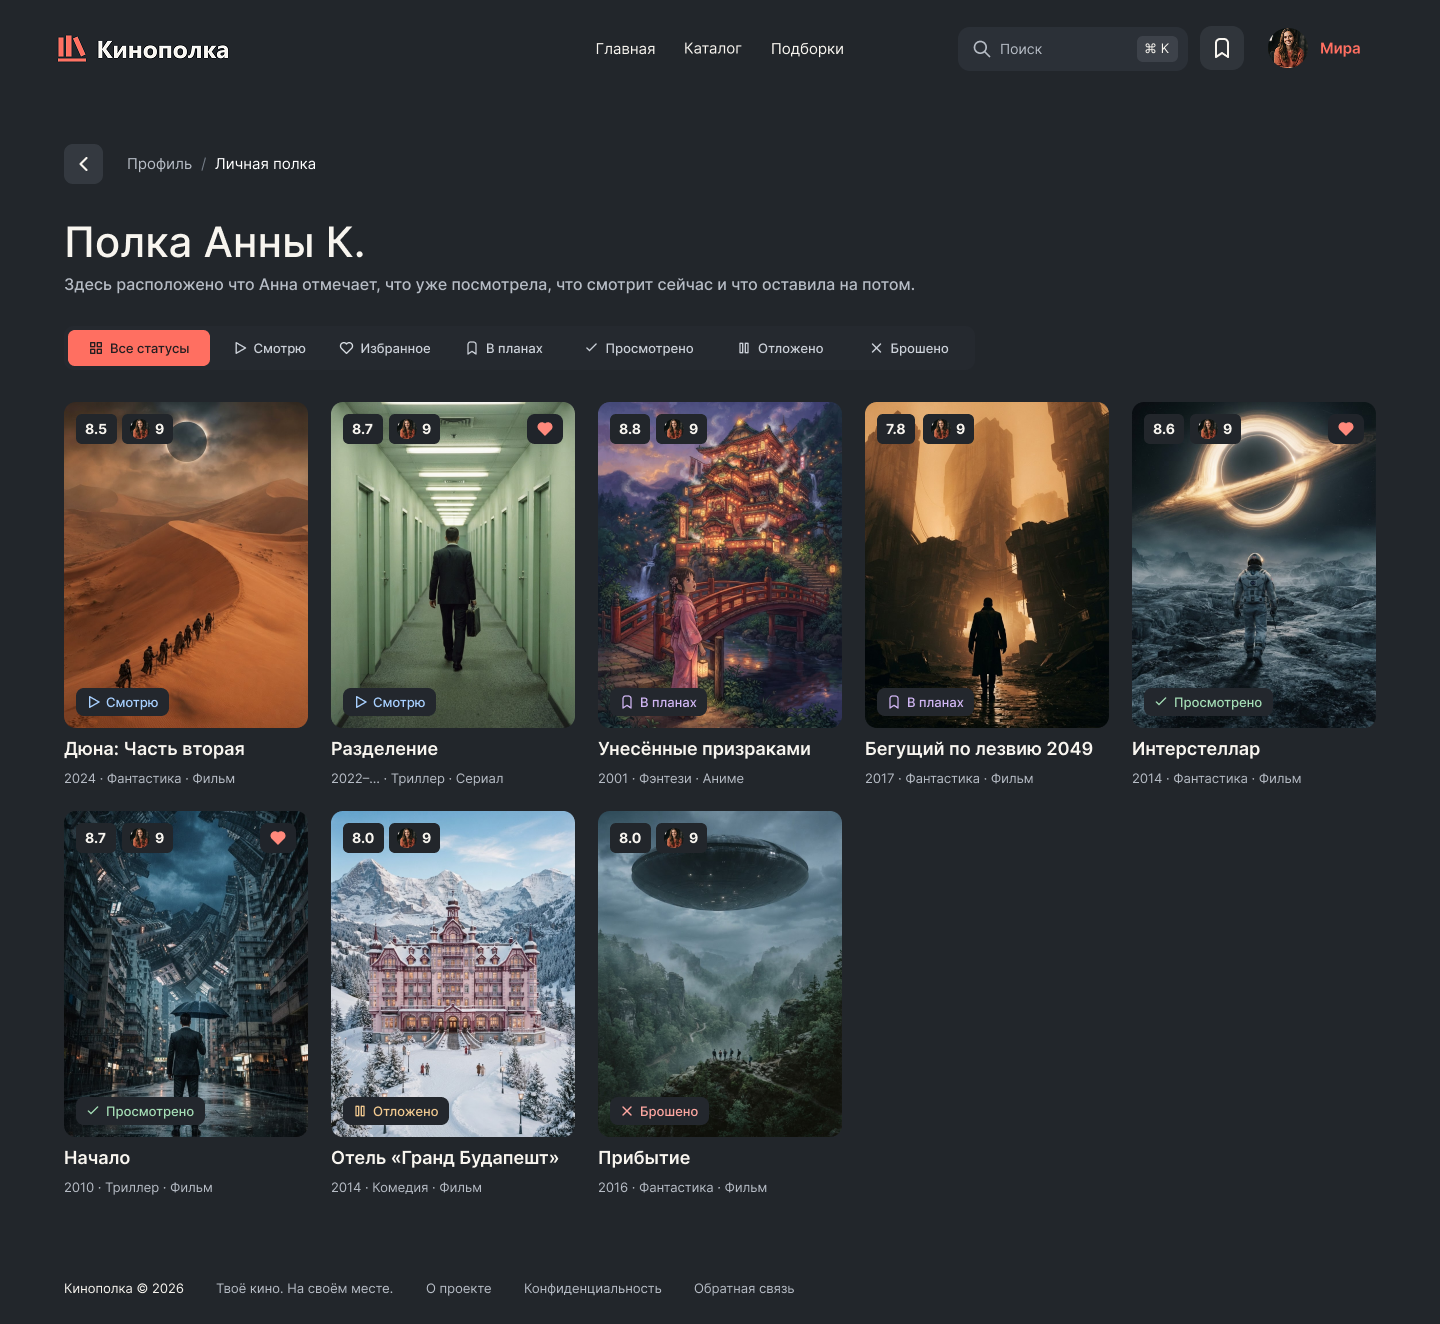 Кинополка
Главная
Каталог
Подборки
Поиск
⌘ K
Мира
Профиль / Личная полка
Полка Анны К.
Здесь расположено что Анна отмечает, что уже посмотрела, что смотрит сейчас и что оставила на потом.
Все статусы
Смотрю
Избранное
В планах
Просмотрено
Отложено
Брошено
8.5
9
Смотрю
Дюна: Часть вторая
2024 · Фантастика · Фильм
8.7
9
Смотрю
Разделение
2022–... · Триллер · Сериал
8.8
9
В планах
Унесённые призраками
2001 · Фэнтези · Аниме
7.8
9
В планах
Бегущий по лезвию 2049
2017 · Фантастика · Фильм
8.6
9
Просмотрено
Интерстеллар
2014 · Фантастика · Фильм
8.7
9
Просмотрено
Начало
2010 · Триллер · Фильм
8.0
9
Отложено
Отель «Гранд Будапешт»
2014 · Комедия · Фильм
8.0
9
Брошено
Прибытие
2016 · Фантастика · Фильм
Кинополка © 2026
Твоё кино. На своём месте.
О проекте
Конфиденциальность
Обратная связь